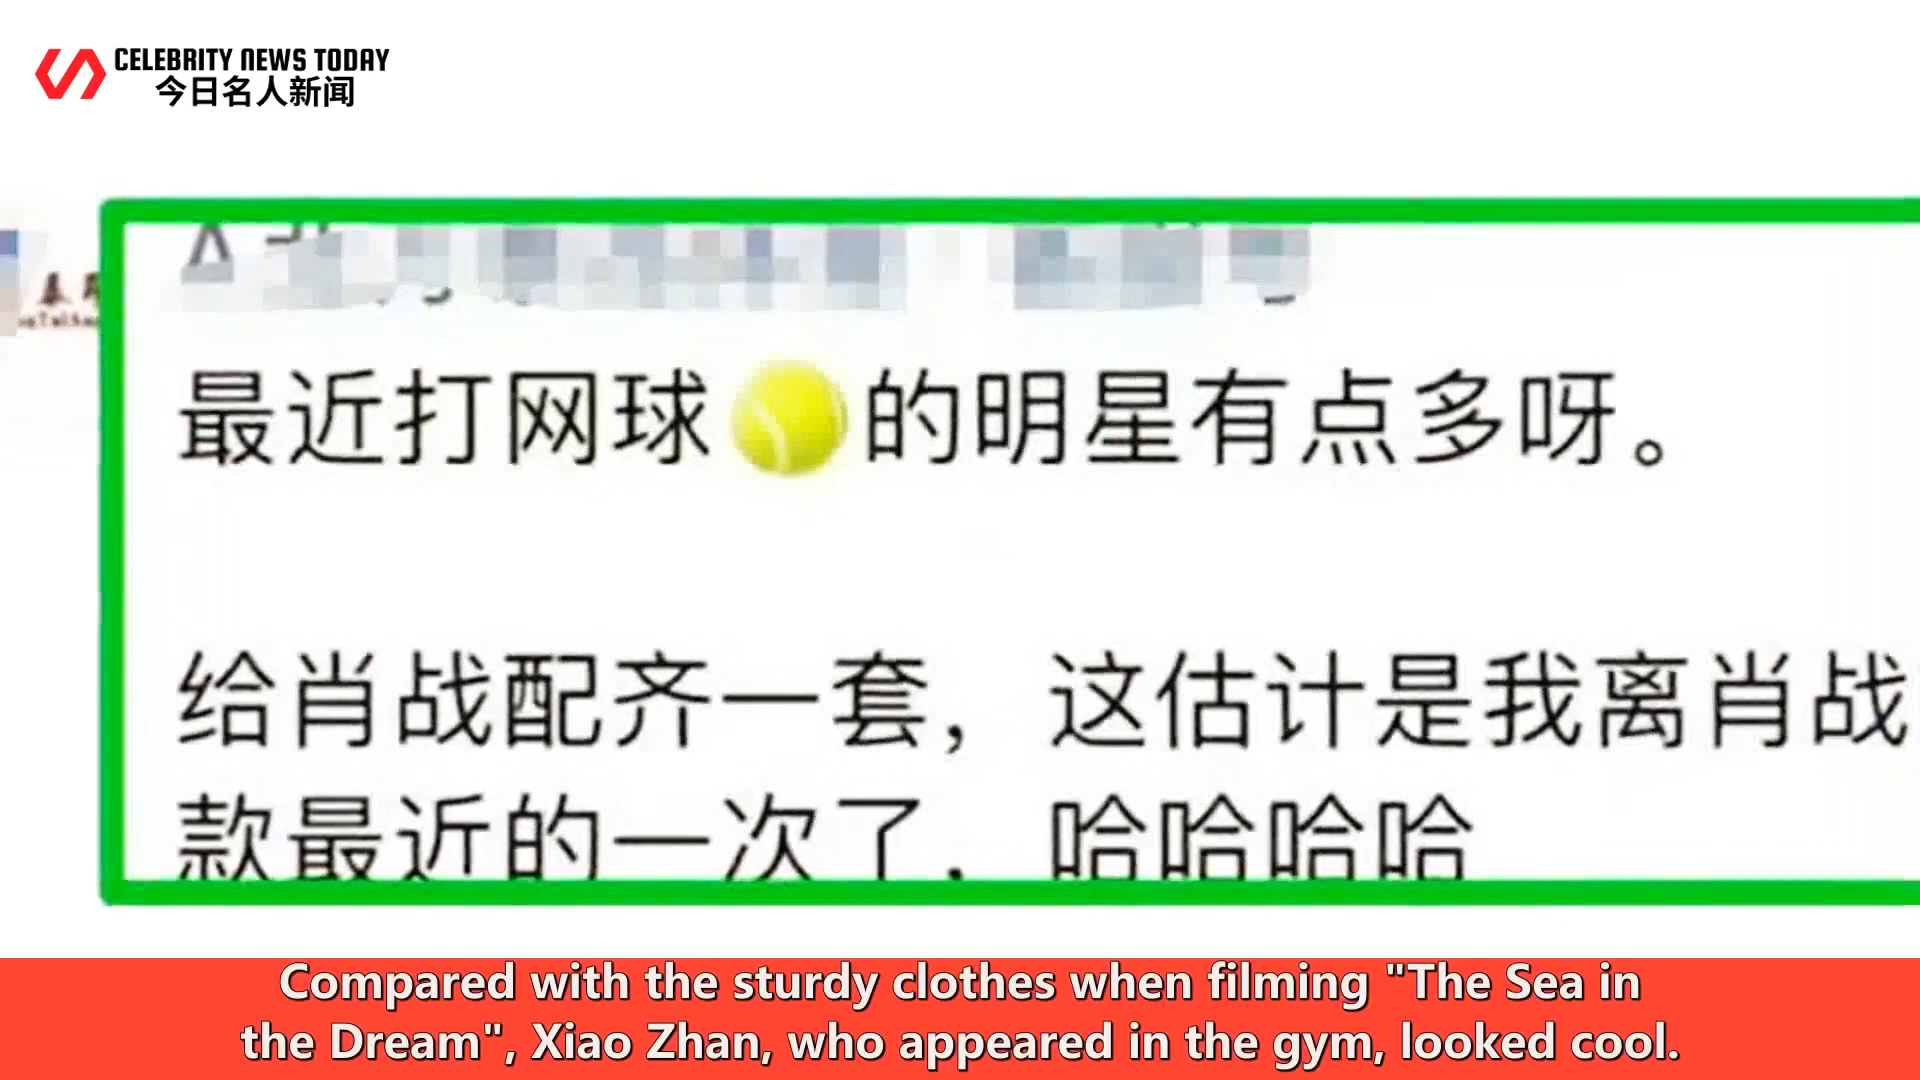 CELEBRITY NEWS TODAY
今日名人新闻
最近打网球🎾的明星有点多呀。
给肖战配齐一套，这估计是我离肖战
款最近的一次了，哈哈哈哈
Compared with the sturdy clothes when filming "The Sea in
the Dream", Xiao Zhan, who appeared in the gym, looked cool.